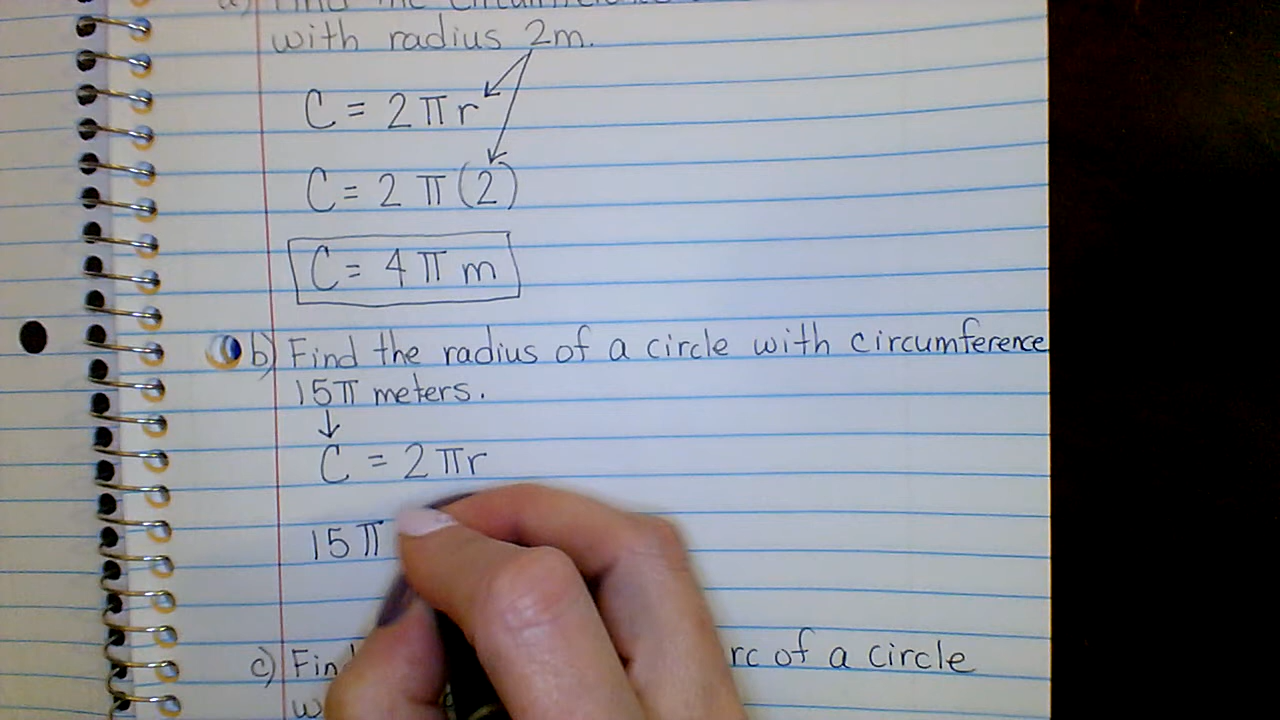 with radius 2m.
C = 2πr
C = 2π(2)
C = 4π m
b) Find the radius of a circle with circumference
15π meters.
↓
C = 2πr
15π
c) Find rc of a circle